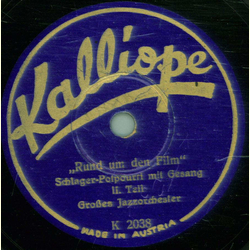 Kalliope
„Rund um den Film"
Schlager-Potpourri mit Gesang
II. Teil
Großes Jazzorchester
K 2038
MADE IN AUSTRIA